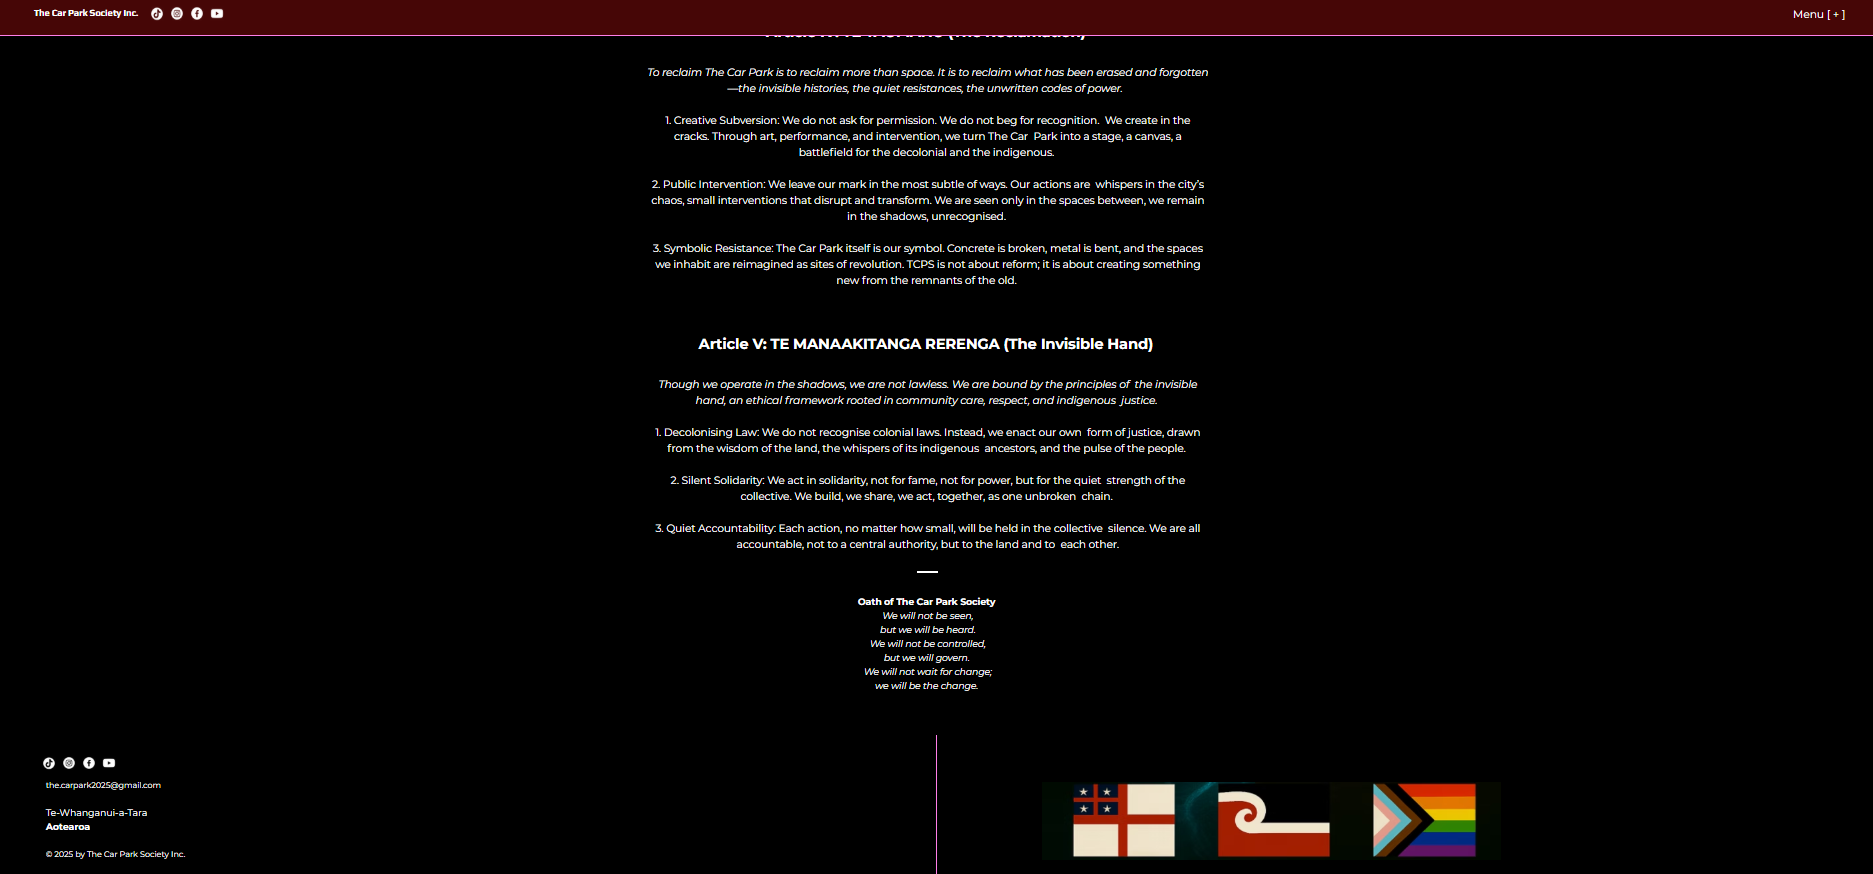 The Car Park Society Inc.
Menu [ + ]
To reclaim The Car Park is to reclaim more than space. It is to reclaim what has been erased and forgotten
—the invisible histories, the quiet resistances, the unwritten codes of power.
1. Creative Subversion: We do not ask for permission. We do not beg for recognition. We create in the
cracks. Through art, performance, and intervention, we turn The Car Park into a stage, a canvas, a
battlefield for the decolonial and the indigenous.
2. Public Intervention: We leave our mark in the most subtle of ways. Our actions are whispers in the city's
chaos, small interventions that disrupt and transform. We are seen only in the spaces between, we remain
in the shadows, unrecognised.
3. Symbolic Resistance: The Car Park itself is our symbol. Concrete is broken, metal is bent, and the spaces
we inhabit are reimagined as sites of revolution. TCPS is not about reform; it is about creating something
new from the remnants of the old.
Article V: TE MANAAKITANGA RERENGA (The Invisible Hand)
Though we operate in the shadows, we are not lawless. We are bound by the principles of the invisible
hand, an ethical framework rooted in community care, respect, and indigenous justice.
1. Decolonising Law: We do not recognise colonial laws. Instead, we enact our own form of justice, drawn
from the wisdom of the land, the whispers of its indigenous ancestors, and the pulse of the people.
2. Silent Solidarity: We act in solidarity, not for fame, not for power, but for the quiet strength of the
collective. We build, we share, we act, together, as one unbroken chain.
3. Quiet Accountability: Each action, no matter how small, will be held in the collective silence. We are all
accountable, not to a central authority, but to the land and to each other.
Oath of The Car Park Society
We will not be seen,
but we will be heard.
We will not be controlled,
but we will govern.
We will not wait for change;
we will be the change.
the.carpark2025@gmail.com
Te-Whanganui-a-Tara
Aotearoa
© 2025 by The Car Park Society Inc.